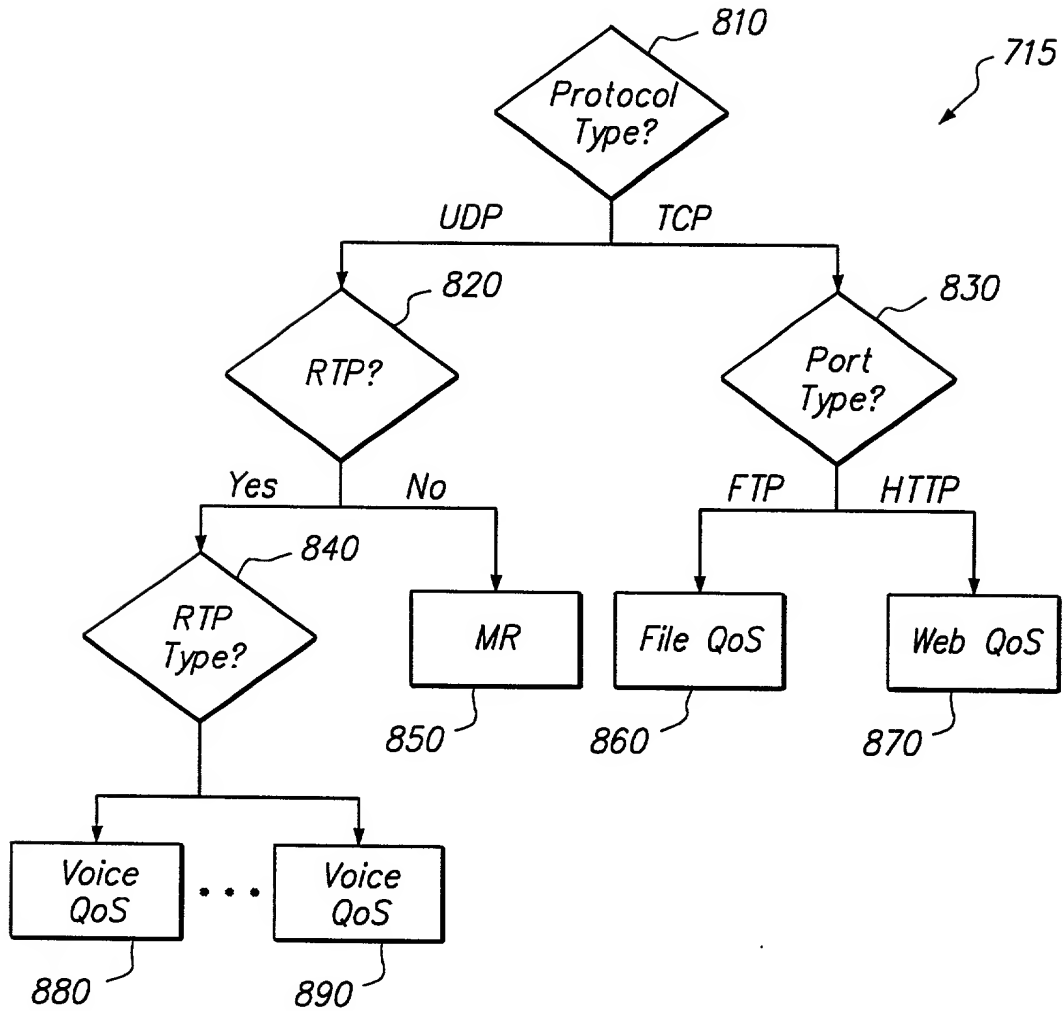 810
715
Protocol
Type?
UDP
TCP
820
830
RTP?
Port
Type?
Yes
No
FTP
HTTP
840
RTP
Type?
MR
File QoS
Web QoS
850
860
870
Voice
QoS
• • •
Voice
QoS
880
890